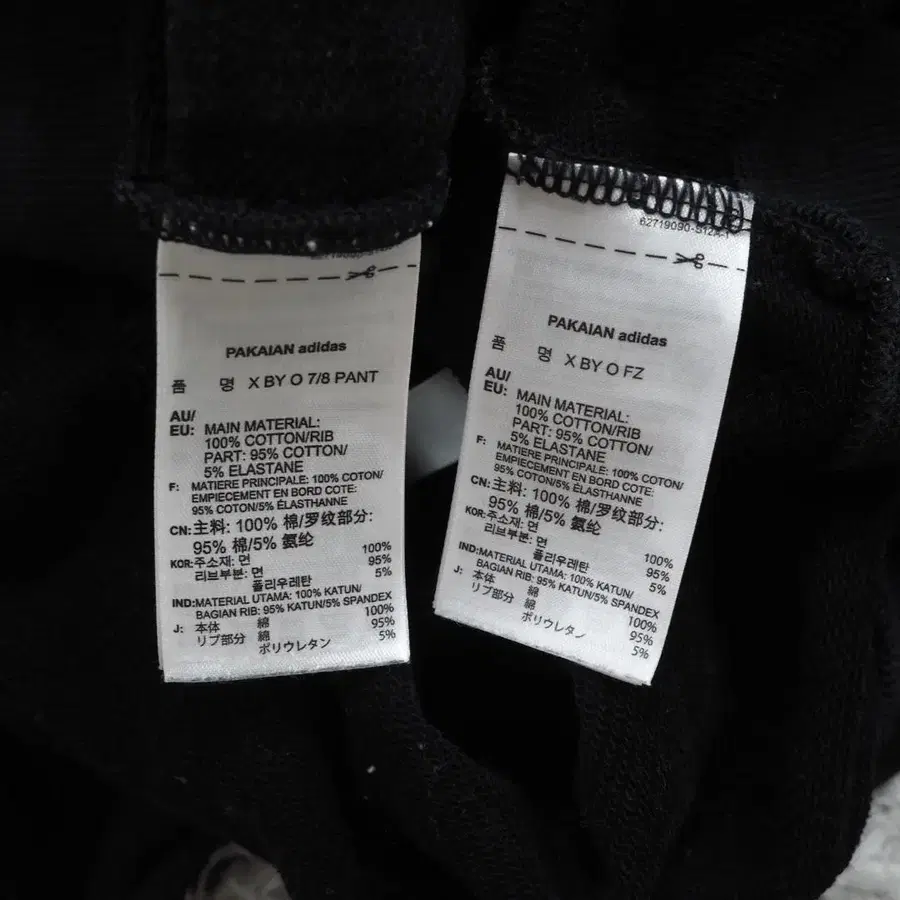 PAKAIAN adidas
품 명 X BY O 7/8 PANT
AU/
EU: MAIN MATERIAL:
100% COTTON/RIB
PART: 95% COTTON/
5% ELASTANE
F: MATIERE PRINCIPALE: 100% COTON/
EMPIECEMENT EN BORD COTE:
95% COTON/5% ÉLASTHANNE
CN: 主料: 100% 棉/罗纹部分:
95% 棉/5% 氨纶
KOR: 주소재: 면 100%
리브부분: 면 95%
폴리우레탄 5%
IND: MATERIAL UTAMA: 100% KATUN/
BAGIAN RIB: 95% KATUN/5% SPANDEX
J: 本体 綿 100%
リブ部分 綿 95%
ポリウレタン 5%
62719090-S12A-1
PAKAIAN adidas
품 명 X BY O FZ
AU/
EU: MAIN MATERIAL:
100% COTTON/RIB
PART: 95% COTTON/
5% ELASTANE
F: MATIERE PRINCIPALE: 100% COTON/
EMPIECEMENT EN BORD COTE:
95% COTON/5% ÉLASTHANNE
CN: 主料: 100% 棉/罗纹部分:
95% 棉/5% 氨纶
KOR: 주소재: 면 100%
리브부분: 면 95%
폴리우레탄 5%
IND: MATERIAL UTAMA: 100% KATUN/
BAGIAN RIB: 95% KATUN/5% SPANDEX
J: 本体 綿 100%
リブ部分 綿 95%
ポリウレタン 5%